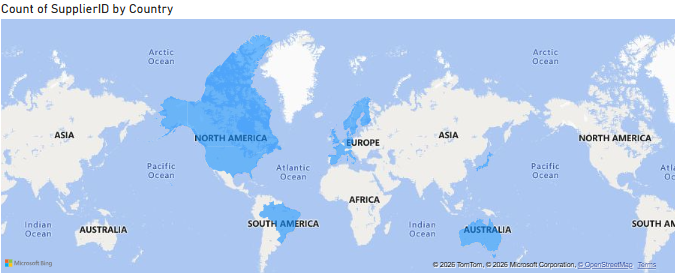 Count of SupplierID by Country
Arctic
Ocean
Arctic
Ocean
ASIA
NORTH AMERICA
EUROPE
ASIA
NORTH AMERICA
Pacific
Ocean
Atlantic
Ocean
Pacific
Ocean
AFRICA
Indian
Ocean
AUSTRALIA
SOUTH AMERICA
Indian
Ocean
AUSTRALIA
SOUTH AM
Microsoft Bing
© 2026 TomTom, © 2026 Microsoft Corporation, © OpenStreetMap Terms